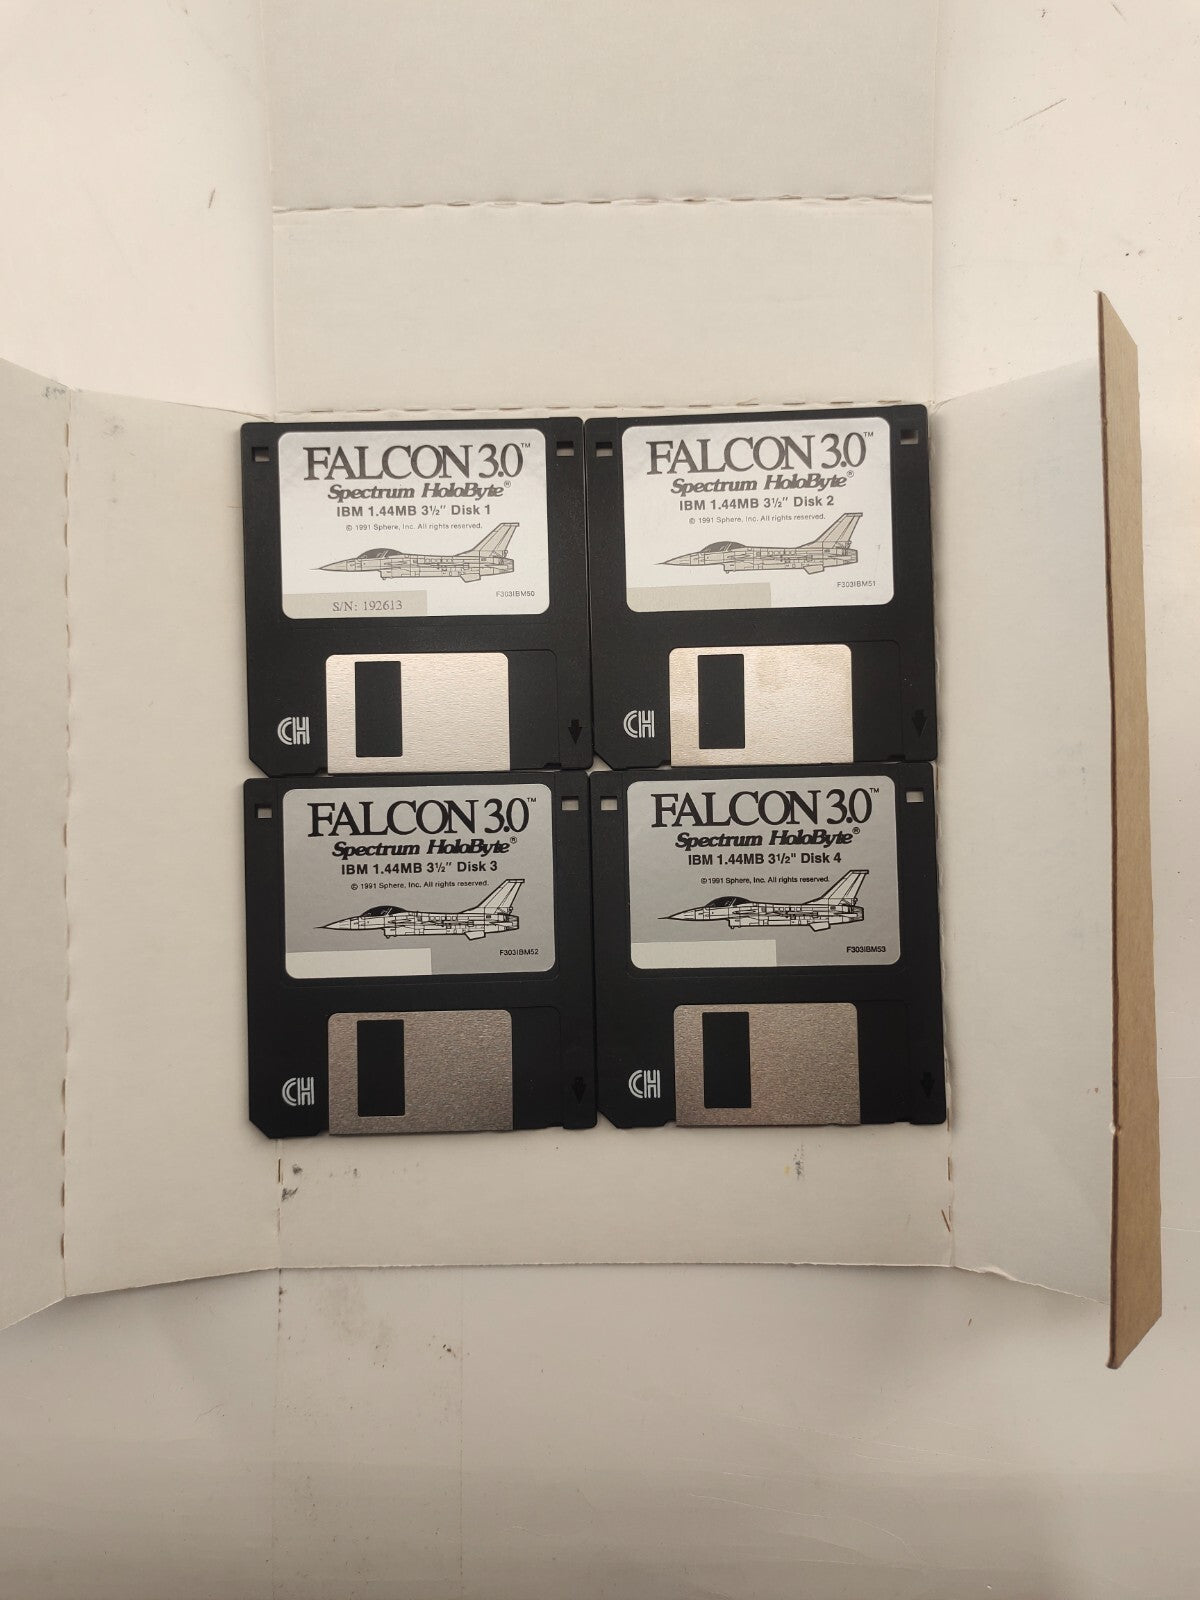 FALCON 3.0™
Spectrum HoloByte®
IBM 1.44MB 3½" Disk 1
© 1991 Sphere, Inc. All rights reserved.
F303IBM50
S/N: 192613
CH
FALCON 3.0™
Spectrum HoloByte®
IBM 1.44MB 3½" Disk 2
© 1991 Sphere, Inc. All rights reserved.
F303IBM51
CH
FALCON 3.0™
Spectrum HoloByte®
IBM 1.44MB 3½" Disk 3
© 1991 Sphere, Inc. All rights reserved.
F303IBM52
CH
FALCON 3.0™
Spectrum HoloByte®
IBM 1.44MB 3½" Disk 4
© 1991 Sphere, Inc. All rights reserved.
F303IBM53
CH